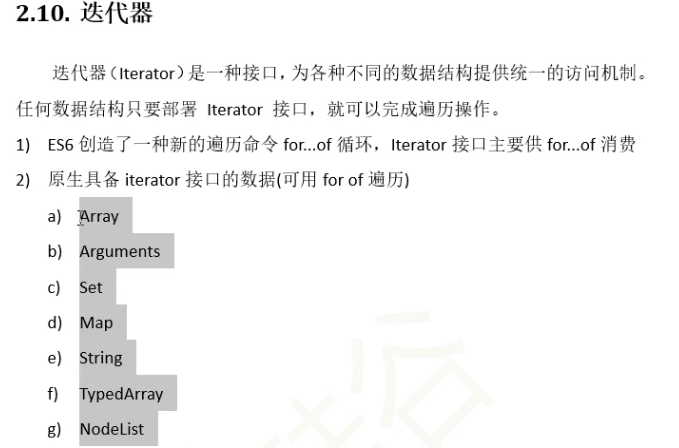 2.10. 迭代器
迭代器（Iterator）是一种接口，为各种不同的数据结构提供统一的访问机制。
任何数据结构只要部署 Iterator 接口，就可以完成遍历操作。
1) ES6 创造了一种新的遍历命令 for...of 循环，Iterator 接口主要供 for...of 消费
2) 原生具备 iterator 接口的数据(可用 for of 遍历)
a) Array
b) Arguments
c) Set
d) Map
e) String
f) TypedArray
g) NodeList